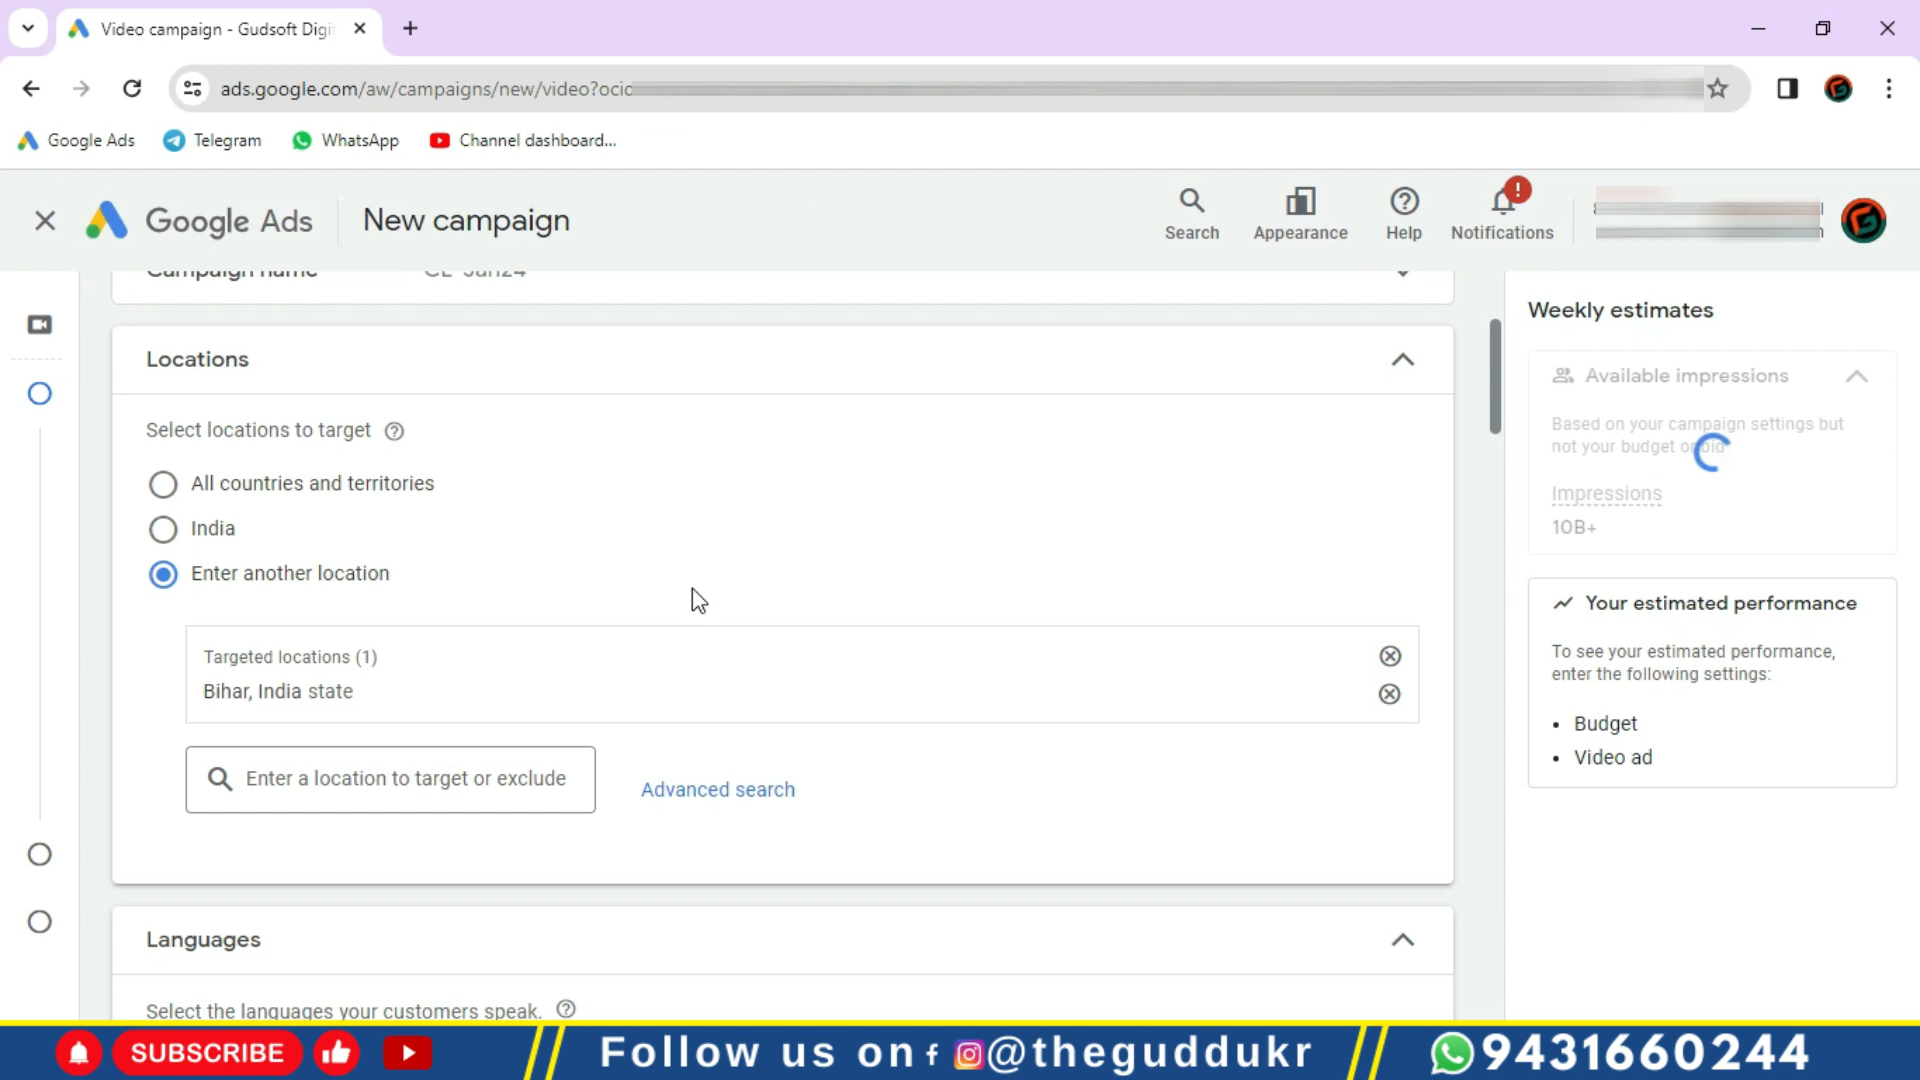 Video campaign - Gudsoft Digi
ads.google.com/aw/campaigns/new/video?ocid
Google Ads
Telegram
WhatsApp
Channel dashboard...
Google Ads
New campaign
Search
Appearance
Help
Notifications
Campaign name
CE-Jan24
Locations
Select locations to target
All countries and territories
India
Enter another location
Targeted locations (1)
Bihar, India state
Enter a location to target or exclude
Advanced search
Languages
Select the languages your customers speak.
Weekly estimates
Available impressions
Based on your campaign settings but
not your budget or bid
Impressions
10B+
Your estimated performance
To see your estimated performance,
enter the following settings:
• Budget
• Video ad
SUBSCRIBE
Follow us on @theguddukr
9431660244